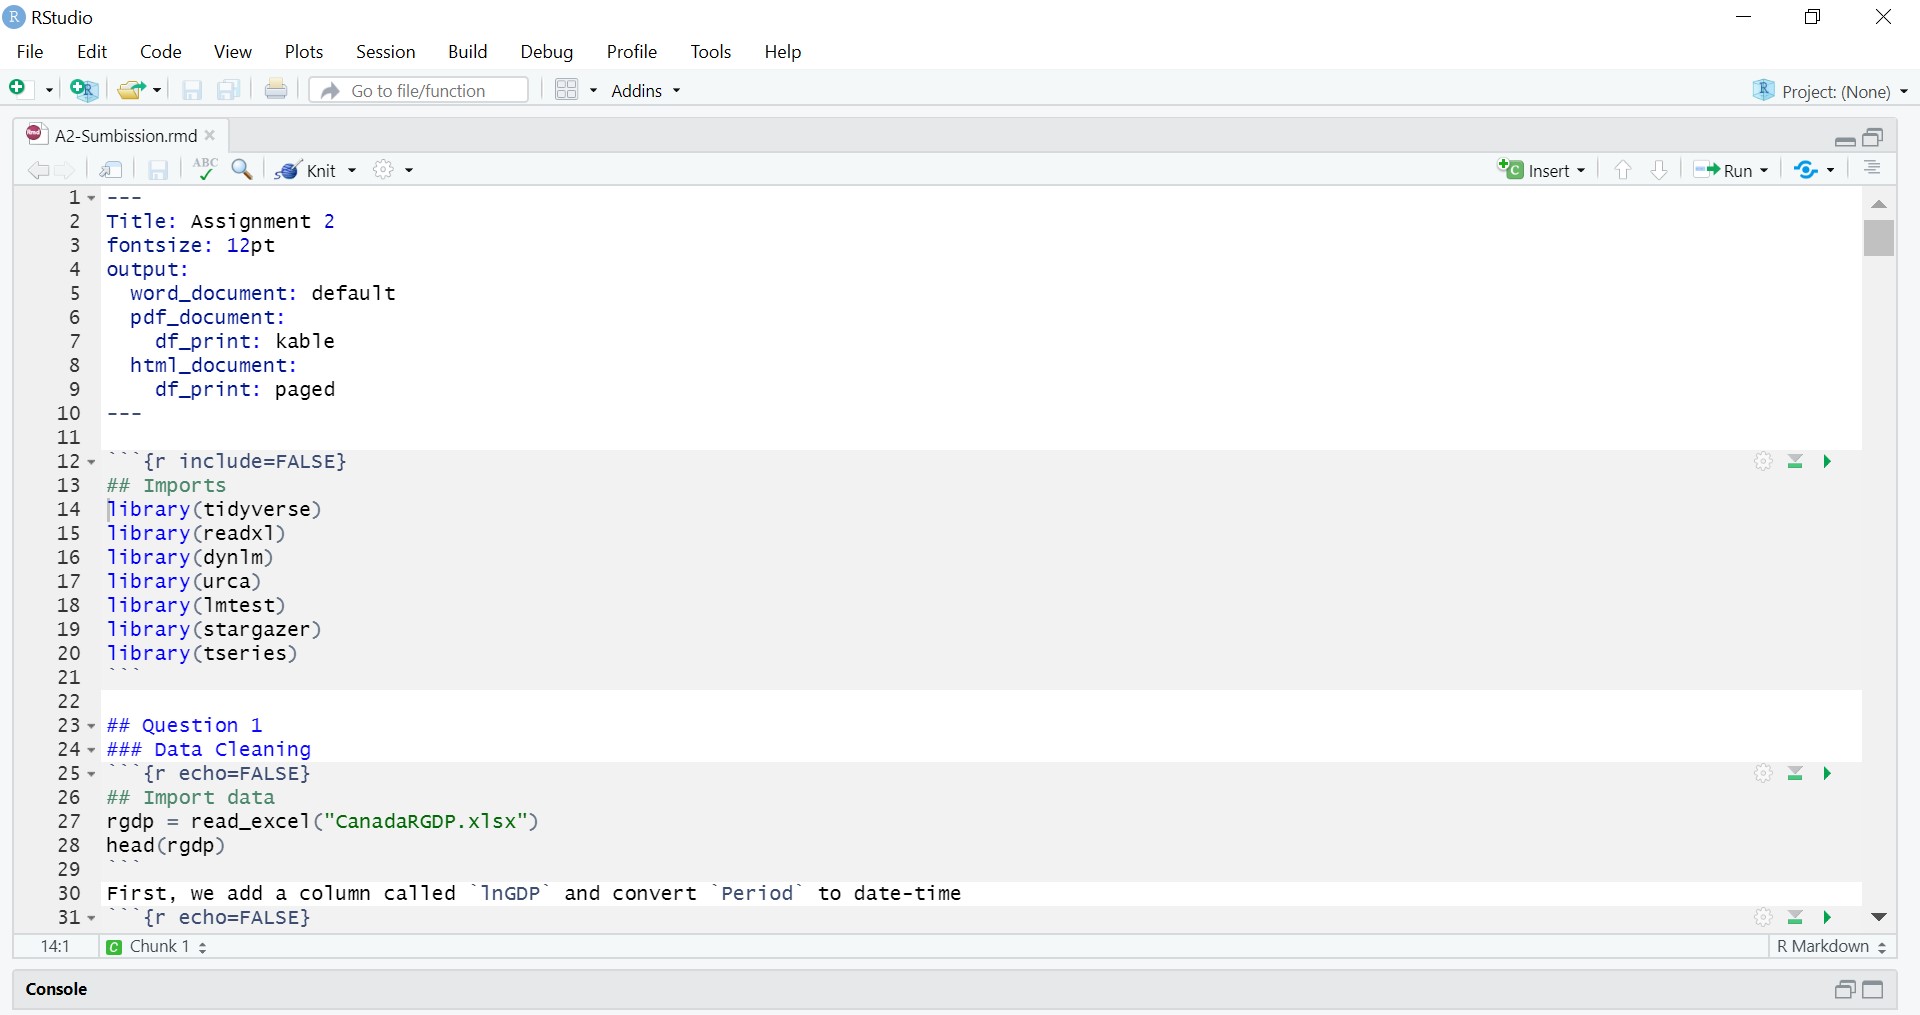 RStudio
File Edit Code View Plots Session Build Debug Profile Tools Help
Go to file/function Addins Project: (None)
A2-Sumbission.rmd
ABC Knit Insert Run
1 ---
2 Title: Assignment 2
3 fontsize: 12pt
4 output:
5   word_document: default
6   pdf_document:
7     df_print: kable
8   html_document:
9     df_print: paged
10 ---
11
12 ```{r include=FALSE}
13 ## Imports
14 library(tidyverse)
15 library(readxl)
16 library(dynlm)
17 library(urca)
18 library(lmtest)
19 library(stargazer)
20 library(tseries)
21 ```
22
23 ## Question 1
24 ### Data Cleaning
25 ```{r echo=FALSE}
26 ## Import data
27 rgdp = read_excel("CanadaRGDP.xlsx")
28 head(rgdp)
29 ```
30 First, we add a column called `lnGDP` and convert `Period` to date-time
31 ```{r echo=FALSE}
14:1 C Chunk 1 R Markdown
Console